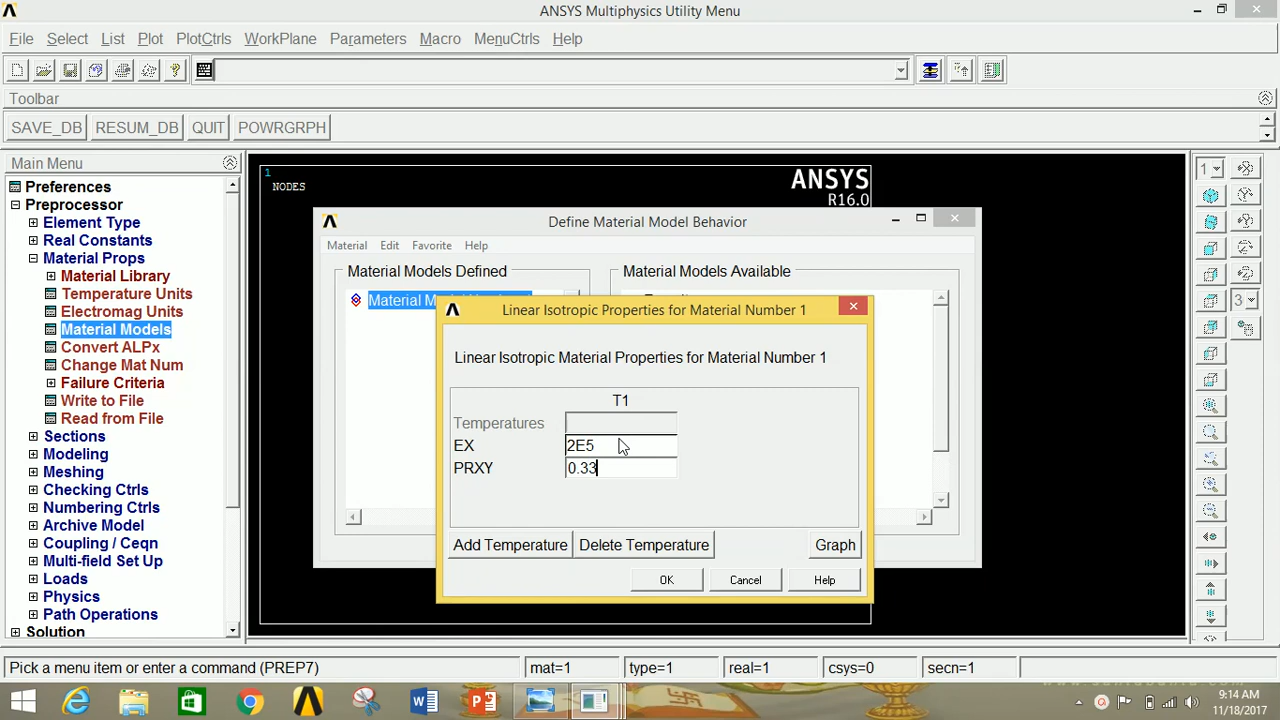 ANSYS Multiphysics Utility Menu
File Select List Plot PlotCtrls WorkPlane Parameters Macro MenuCtrls Help
Toolbar
SAVE_DB RESUM_DB QUIT POWRGRPH
Main Menu
Preferences
Preprocessor
Element Type
Real Constants
Material Props
Material Library
Temperature Units
Electromag Units
Material Models
Convert ALPx
Change Mat Num
Failure Criteria
Write to File
Read from File
Sections
Modeling
Meshing
Checking Ctrls
Numbering Ctrls
Archive Model
Coupling / Ceqn
Multi-field Set Up
Loads
Physics
Path Operations
Solution
1
NODES
ANSYS
R16.0
Define Material Model Behavior
Material Edit Favorite Help
Material Models Defined
Material Models Available
Linear Isotropic Properties for Material Number 1
Linear Isotropic Material Properties for Material Number 1
T1
Temperatures
EX 2E5
PRXY 0.33
Add Temperature Delete Temperature Graph
OK Cancel Help
1
3
Pick a menu item or enter a command (PREP7) mat=1 type=1 real=1 csys=0 secn=1
9:14 AM
11/18/2017